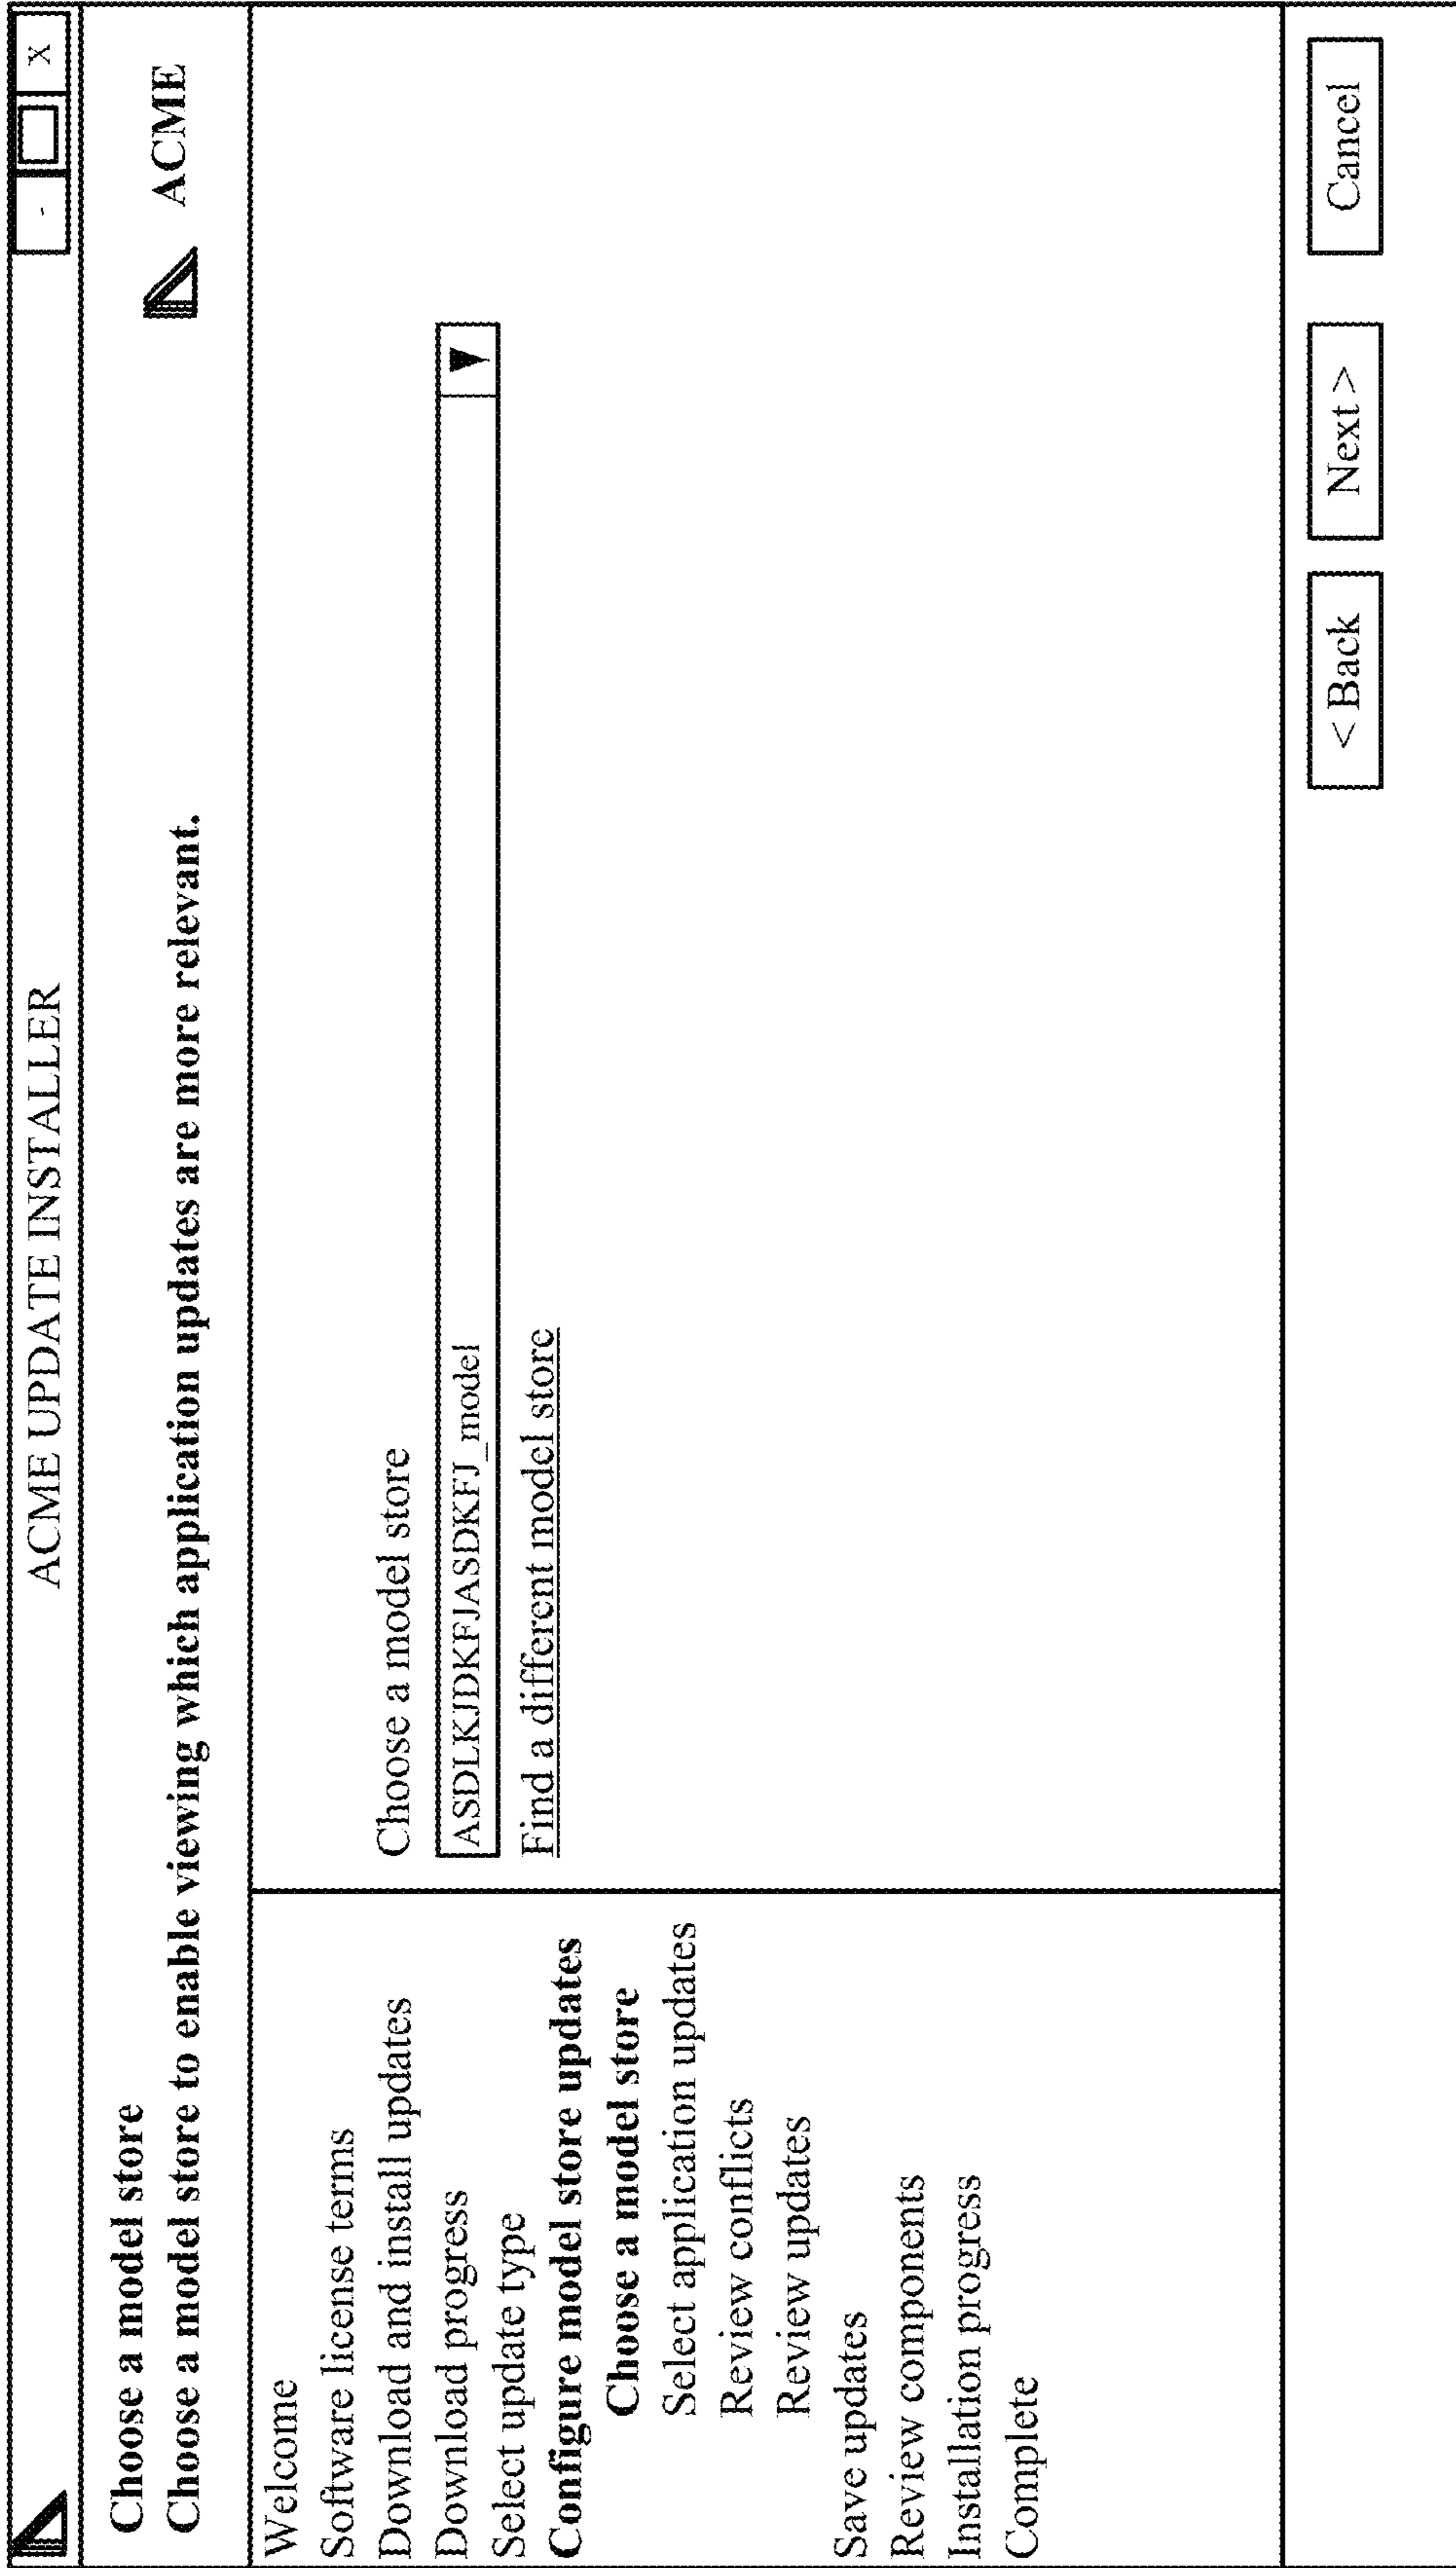 ACME UPDATE INSTALLER
- X
Choose a model store
Choose a model store to enable viewing which application updates are more relevant.
ACME
Welcome
Software license terms
Download and install updates
Download progress
Select update type
Configure model store updates
Choose a model store
Select application updates
Review conflicts
Review updates
Save updates
Review components
Installation progress
Complete
Choose a model store
ASDLKJDKFJASDKFJ_model
Find a different model store
< Back
Next >
Cancel